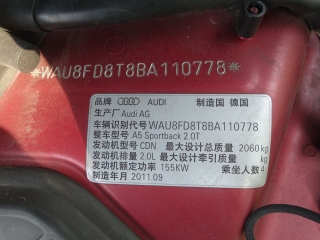 *WAU8FD8T8BA110778*
品牌 AUDI 制造国 德国
生产厂 Audi AG
车辆识别代号 WAU8FD8T8BA110778
整车型号 A5 Sportback 2.0T
发动机型号 CDN 最大设计总质量 2060 kg
发动机排量 2.0L 最大设计牵引质量 kg
发动机额定功率 155KW 乘坐人数 4
制造年月 2011.09